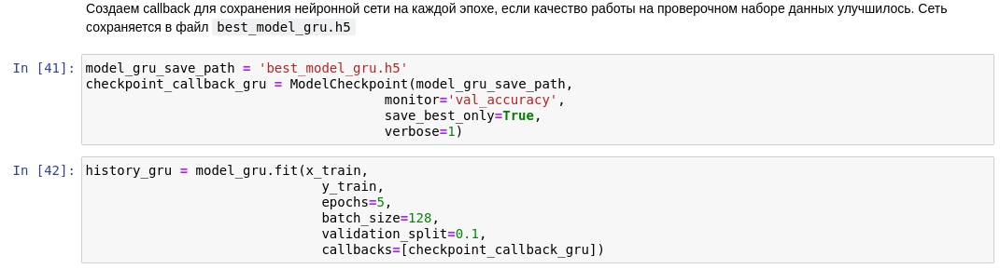 Создаем callback для сохранения нейронной сети на каждой эпохе, если качество работы на проверочном наборе данных улучшилось. Сеть
сохраняется в файл best_model_gru.h5
In [41]: model_gru_save_path = 'best_model_gru.h5'
checkpoint_callback_gru = ModelCheckpoint(model_gru_save_path,
monitor='val_accuracy',
save_best_only=True,
verbose=1)
In [42]: history_gru = model_gru.fit(x_train,
y_train,
epochs=5,
batch_size=128,
validation_split=0.1,
callbacks=[checkpoint_callback_gru])